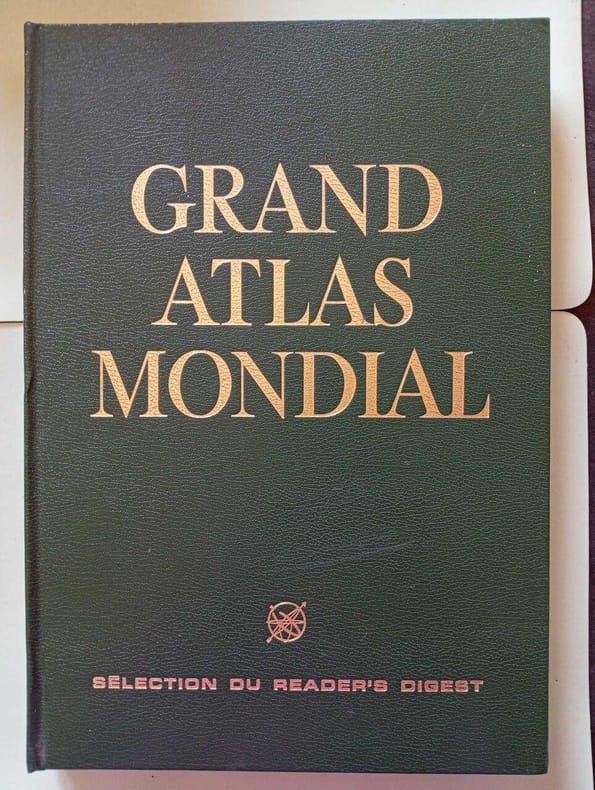 GRAND
ATLAS
MONDIAL
SÉLECTION DU READER'S DIGEST